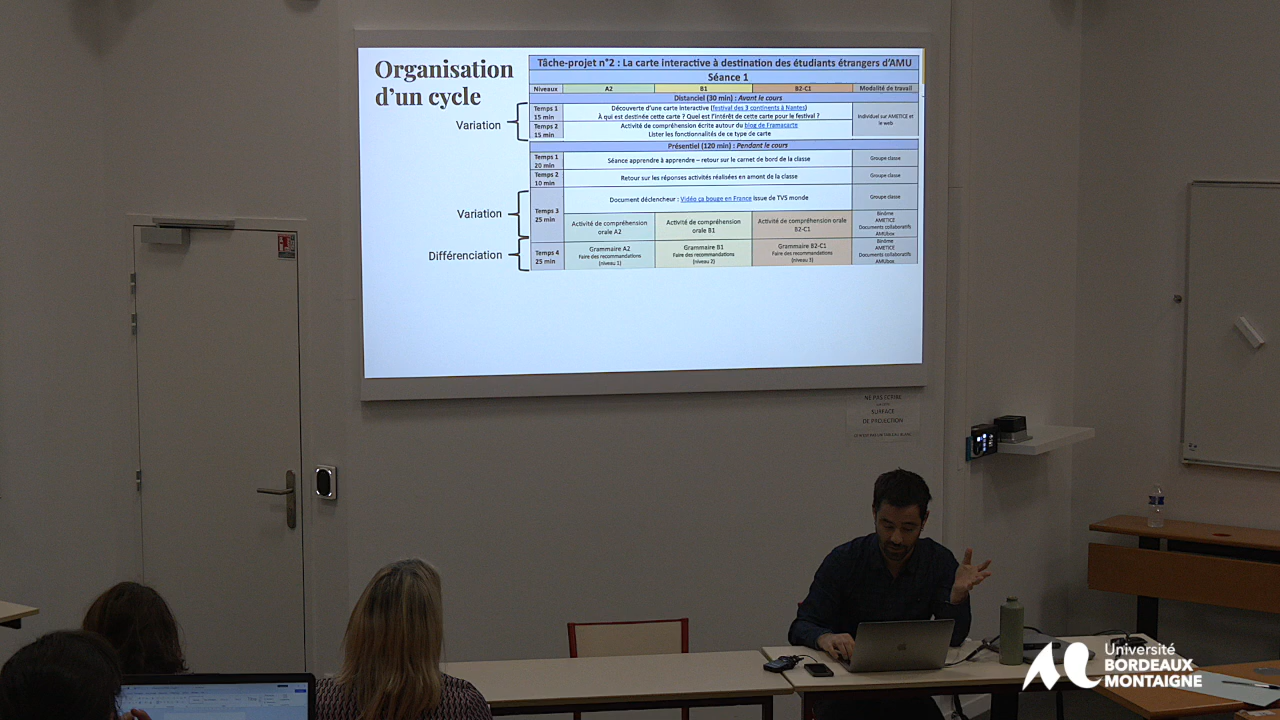 Organisation
d'un cycle
Tâche-projet n°2 : La carte interactive à destination des étudiants étrangers d'AMU
Séance 1
Niveaux A2 B1 B2-C1 Modalité de travail
Distanciel (30 min) : Avant le cours
Variation
Temps 1
15 min
Découverte d'une carte interactive (festival des 3 continents à Nantes)
À qui est destinée cette carte ? Quel est l'intérêt de cette carte pour le festival ?
Individuel sur AMETICE et
le web
Temps 2
15 min
Activité de compréhension écrite autour du blog de Framacarte
Lister les fonctionnalités de ce type de carte
Présentiel (120 min) : Pendant le cours
Temps 1
20 min
Séance apprendre à apprendre – retour sur le carnet de bord de la classe
Groupe classe
Temps 2
10 min
Retour sur les réponses activités réalisées en amont de la classe
Groupe classe
Variation
Temps 3
25 min
Document déclencheur : Vidéo ça bouge en France issue de TV5 monde
Groupe classe
Activité de compréhension
orale A2
Activité de compréhension
orale B1
Activité de compréhension orale
B2-C1
Binôme
AMETICE
Documents collaboratifs
AMUbox
Différenciation
Temps 4
25 min
Grammaire A2
Faire des recommandations
(niveau 1)
Grammaire B1
Faire des recommandations
(niveau 2)
Grammaire B2-C1
Faire des recommandations
(niveau 3)
Binôme
AMETICE
Documents collaboratifs
AMUbox
NE PAS ECRIRE
SURFACE
DE PROJECTION
Université
BORDEAUX
MONTAIGNE